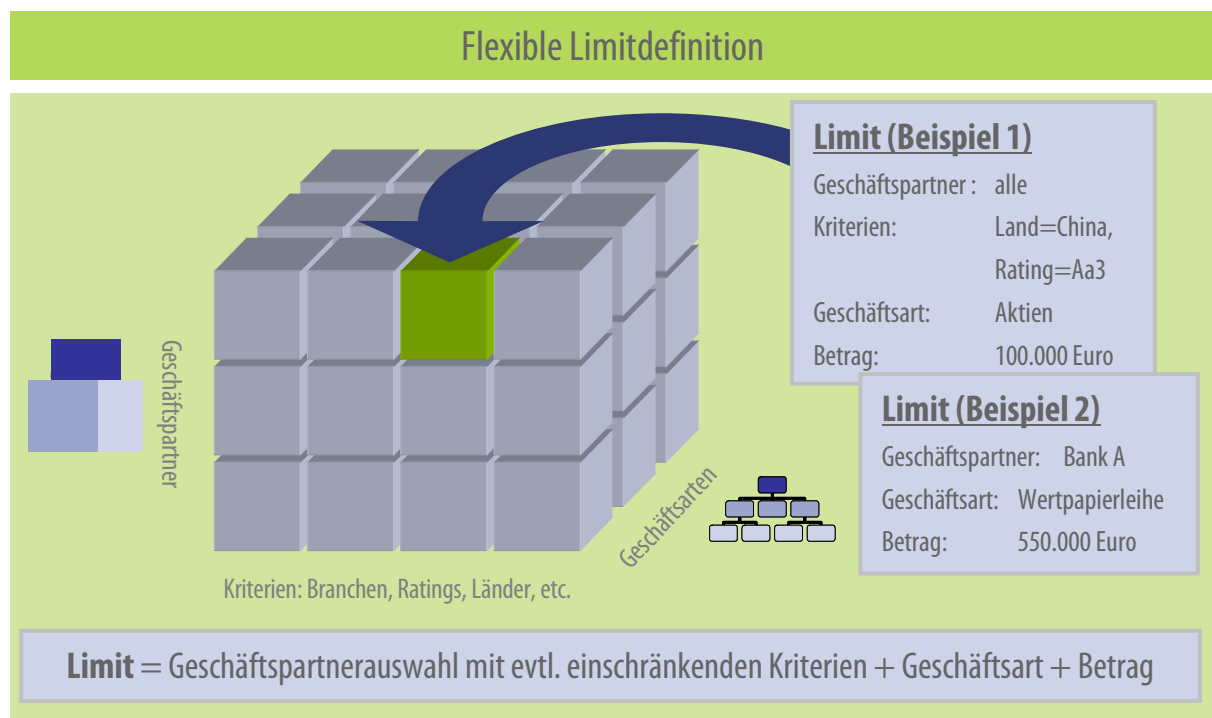 Flexible Limitdefinition
Limit (Beispiel 1)
Geschäftspartner : alle
Kriterien: Land=China,
Rating=Aa3
Geschäftsart: Aktien
Betrag: 100.000 Euro
Limit (Beispiel 2)
Geschäftspartner: Bank A
Geschäftsart: Wertpapierleihe
Betrag: 550.000 Euro
Geschäftspartner
Geschäftsarten
Kriterien: Branchen, Ratings, Länder, etc.
Limit = Geschäftspartnerauswahl mit evtl. einschränkenden Kriterien + Geschäftsart + Betrag